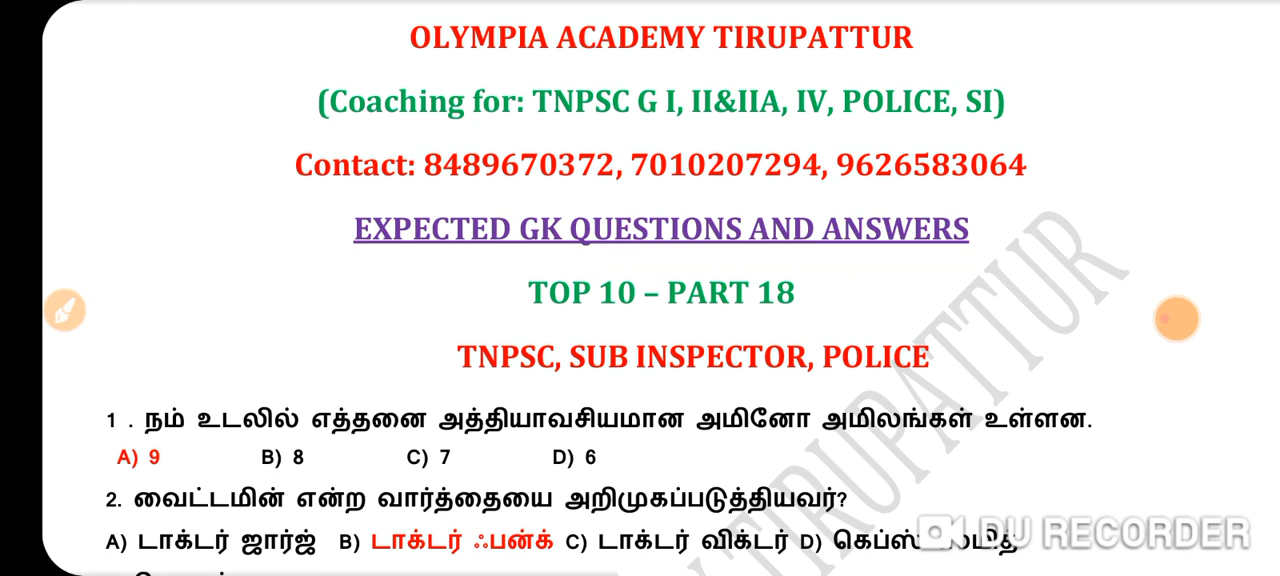 OLYMPIA ACADEMY TIRUPATTUR
(Coaching for: TNPSC G I, II&IIA, IV, POLICE, SI)
Contact: 8489670372, 7010207294, 9626583064
EXPECTED GK QUESTIONS AND ANSWERS
TOP 10 – PART 18
TNPSC, SUB INSPECTOR, POLICE
1 . நம் உடலில் எத்தனை அத்தியாவசியமான அமினோ அமிலங்கள் உள்ளன.
A) 9 B) 8 C) 7 D) 6
2. வைட்டமின் என்ற வார்த்தையை அறிமுகப்படுத்தியவர்?
A) டாக்டர் ஜார்ஜ் B) டாக்டர் ஃபன்க் C) டாக்டர் விக்டர் D)
DU RECORDER
TIRUPATTUR